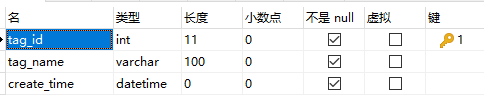 名 类型 长度 小数点 不是 null 虚拟 键
tag_id int 11 0 1
tag_name varchar 100 0
create_time datetime 0 0